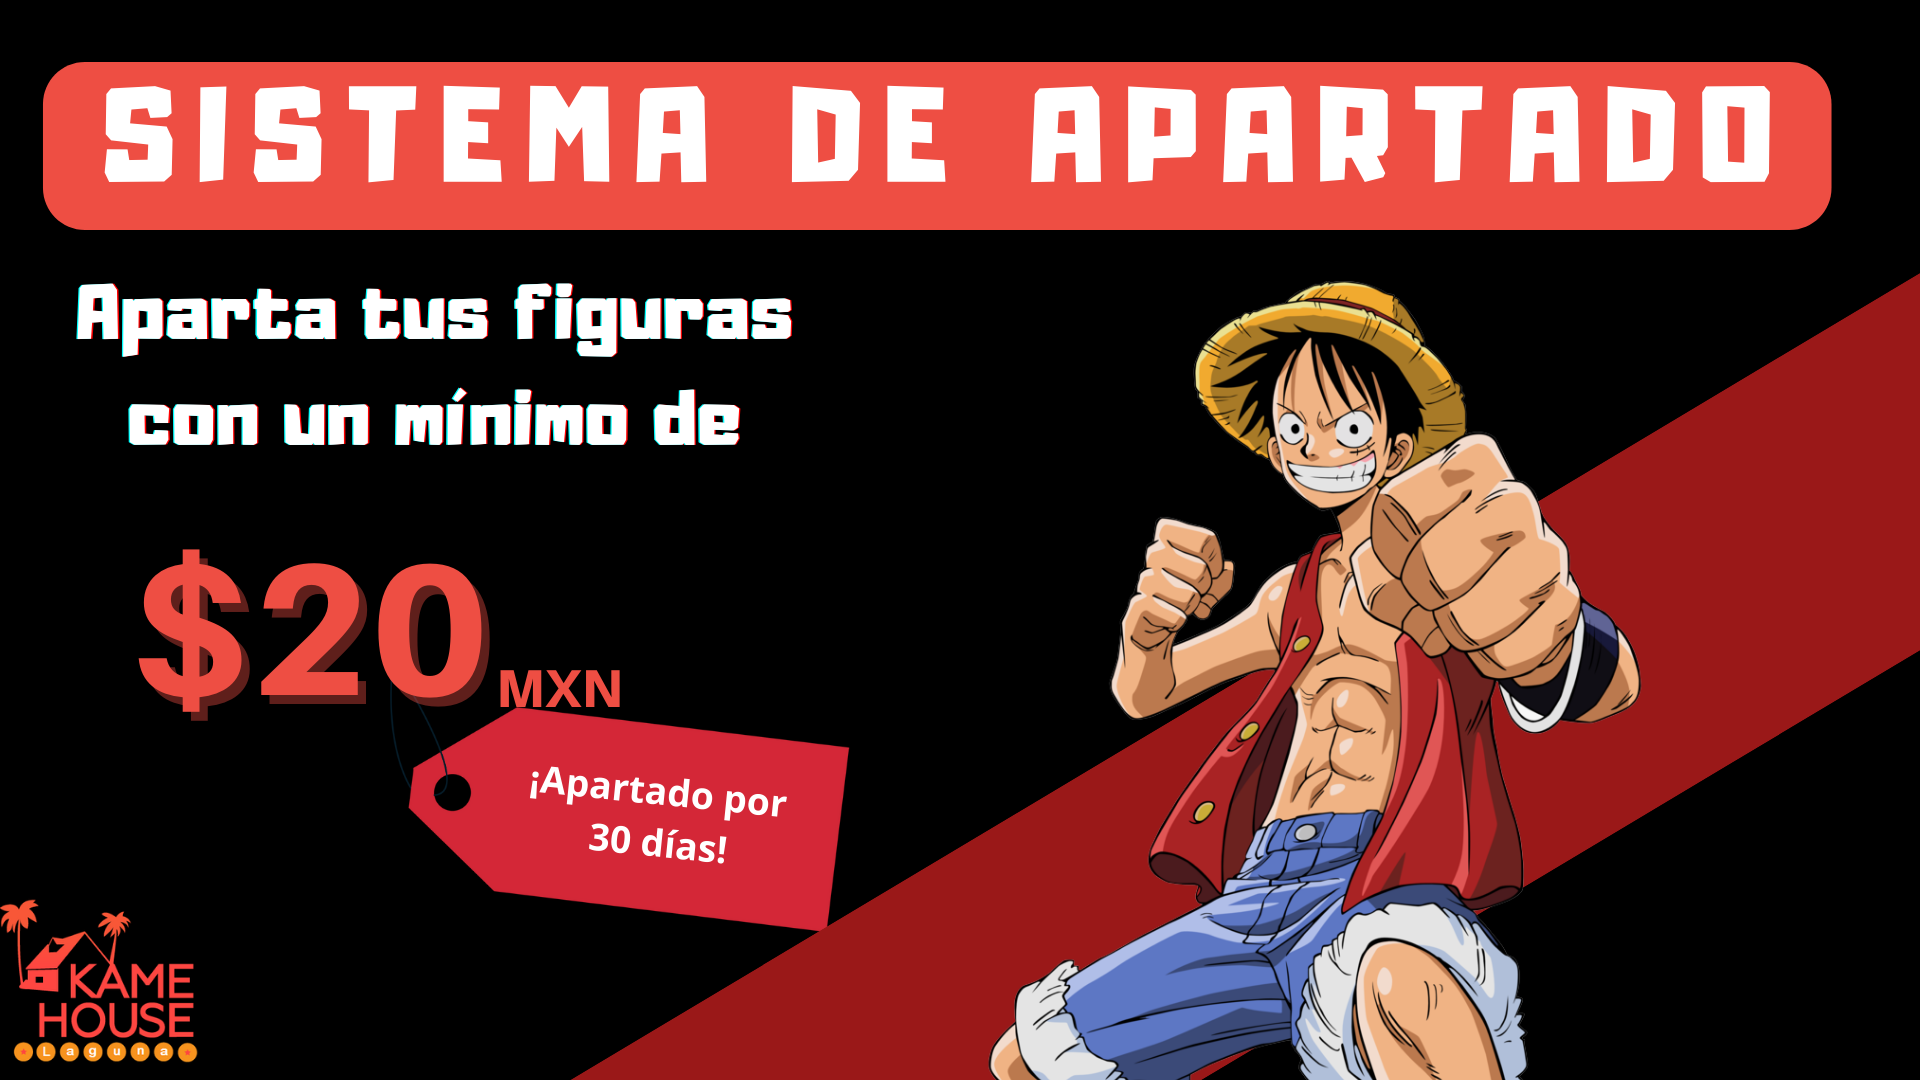 SISTEMA DE APARTADO
Aparta tus figuras
con un mínimo de
$20 MXN
¡Apartado por
30 días!
KAME
HOUSE
Laguna